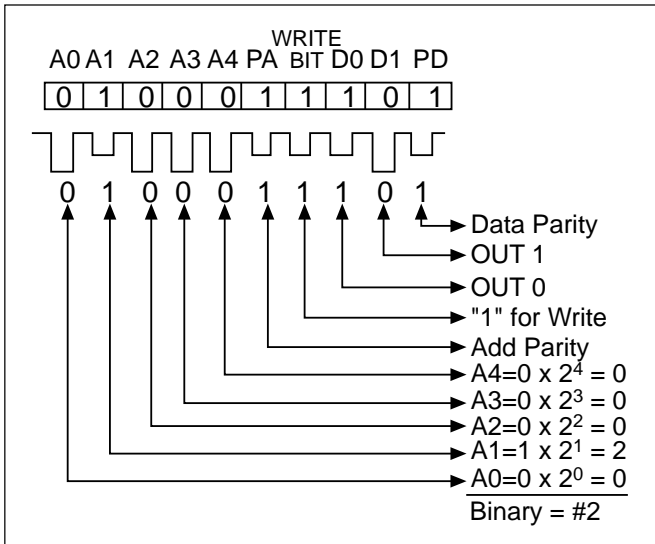 WRITE
A0 A1 A2 A3 A4 PA BIT D0 D1 PD
0 1 0 0 0 1 1 1 0 1
0 1 0 0 0 1 1 1 0 1
Data Parity
OUT 1
OUT 0
"1" for Write
Add Parity
A4=0 x 2⁴ = 0
A3=0 x 2³ = 0
A2=0 x 2² = 0
A1=1 x 2¹ = 2
A0=0 x 2⁰ = 0
Binary = #2